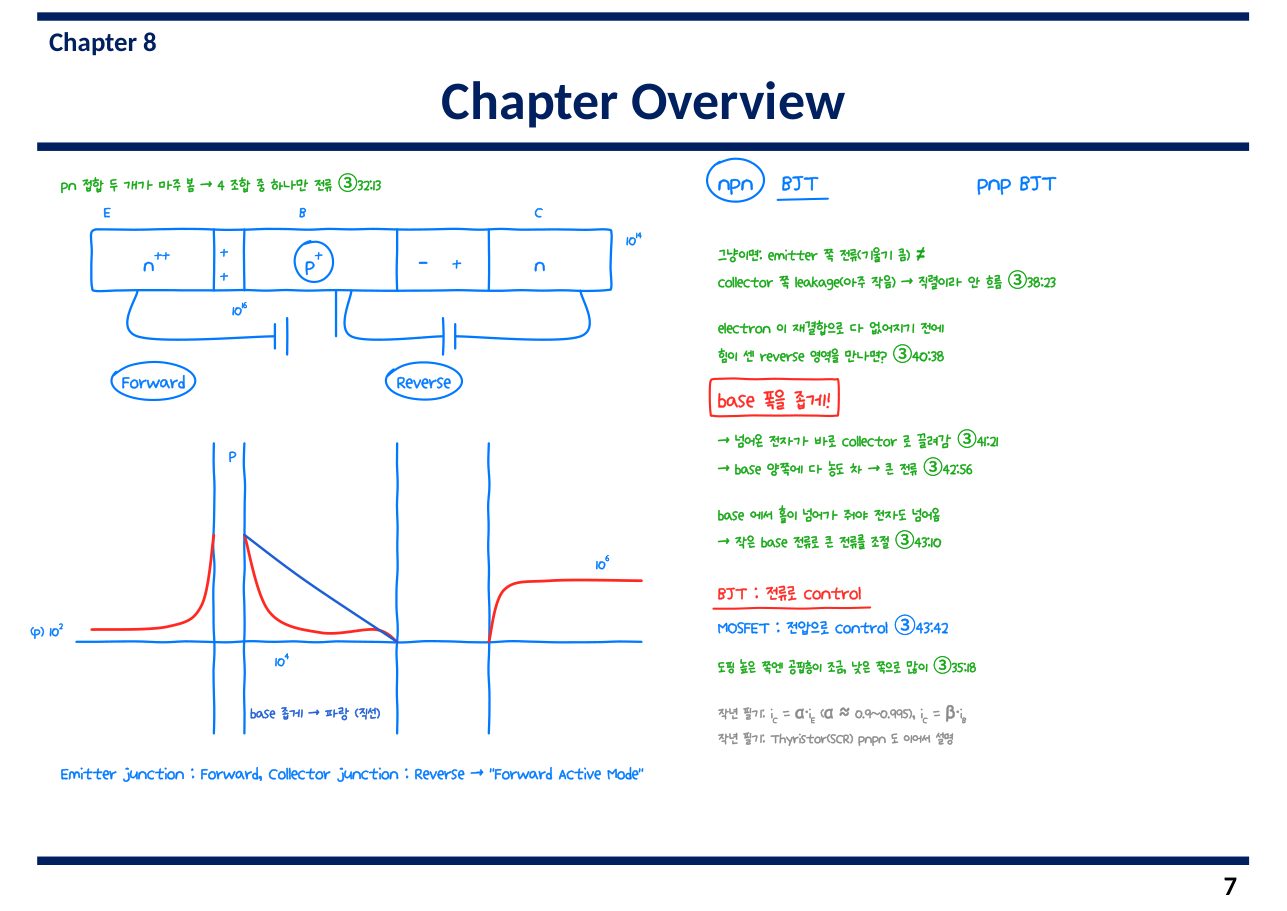 Chapter 8
Chapter Overview
pn 접합 두 개가 마주 봄 → 4 조합 중 하나만 전류 ③32:13
E B C
n⁺⁺ + + p⁺ - + n 10¹⁴
10¹⁶
Forward Reverse
P
10⁶
(p) 10²
10⁴
base 좁게 → 파랑 (직선)
Emitter junction : Forward, Collector junction : Reverse → "Forward Active Mode"
npn BJT pnp BJT
그냥이면: emitter 쪽 전류(기울기 큼) ≠
collector 쪽 leakage(아주 작음) → 직렬이라 안 흐름 ③38:23
electron 이 재결합으로 다 없어지기 전에
힘이 센 reverse 영역을 만나면? ③40:38
base 폭을 좁게!
→ 넘어온 전자가 바로 collector 로 끌려감 ③41:21
→ base 양쪽에 다 농도 차 → 큰 전류 ③42:56
base 에서 홀이 넘어가 줘야 전자도 넘어옴
→ 작은 base 전류로 큰 전류를 조절 ③43:10
BJT : 전류로 control
MOSFET : 전압으로 control ③43:42
도핑 높은 쪽엔 공핍층이 조금, 낮은 쪽으로 많이 ③35:18
작년 필기: i_C = α·i_E (α ≈ 0.9~0.995), i_C = β·i_B
작년 필기: Thyristor(SCR) pnpn 도 이어서 설명
7